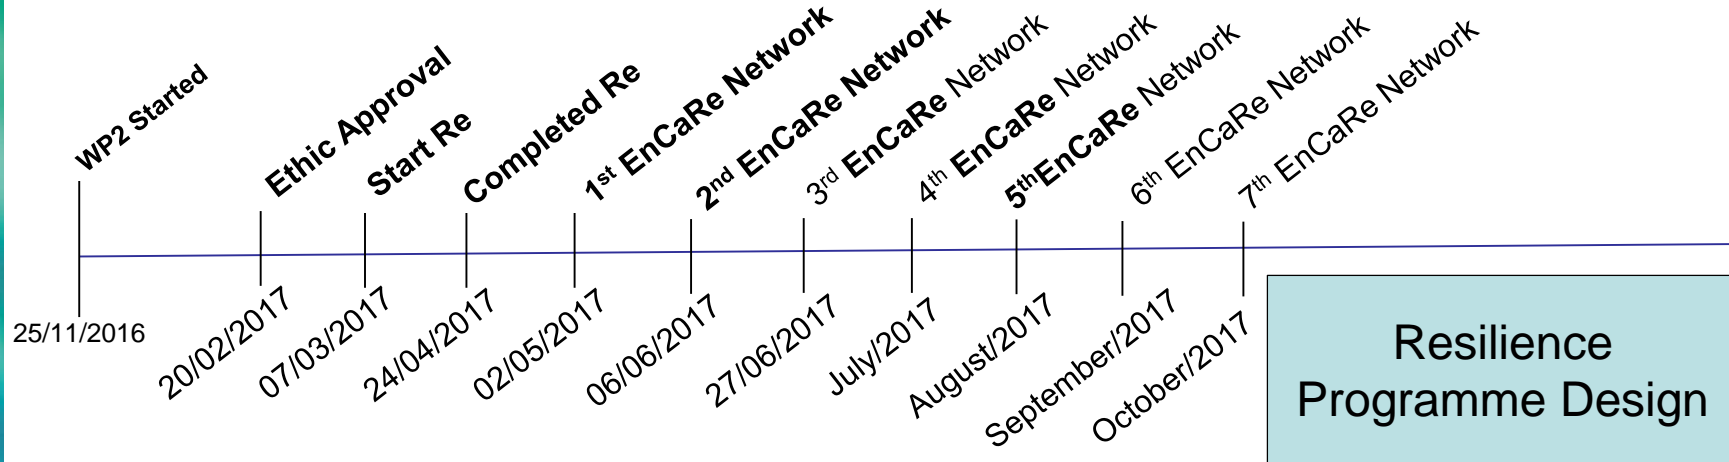 WP2 Started
Ethic Approval
Start Re
Completed Re
1st EnCaRe Network
2nd EnCaRe Network
3rd EnCaRe Network
4th EnCaRe Network
5thEnCaRe Network
6th EnCaRe Network
7th EnCaRe Network
25/11/2016
20/02/2017
07/03/2017
24/04/2017
02/05/2017
06/06/2017
27/06/2017
July/2017
August/2017
September/2017
October/2017
Resilience
Programme Design